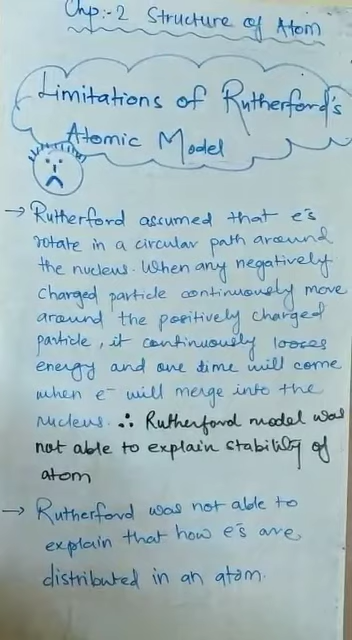 Chp:-2 Structure of Atom
Limitations of Rutherford's
Atomic Model
→ Rutherford assumed that e⁻s
rotate in a circular path around
the nucleus. When any negatively
charged particle continuously move
around the positively charged
particle, it continuously looses
energy and one time will come
when e⁻ will merge into the
nucleus. ∴ Rutherford model was
not able to explain stability of
atom
→ Rutherford was not able to
explain that how e⁻s are
distributed in an atom.